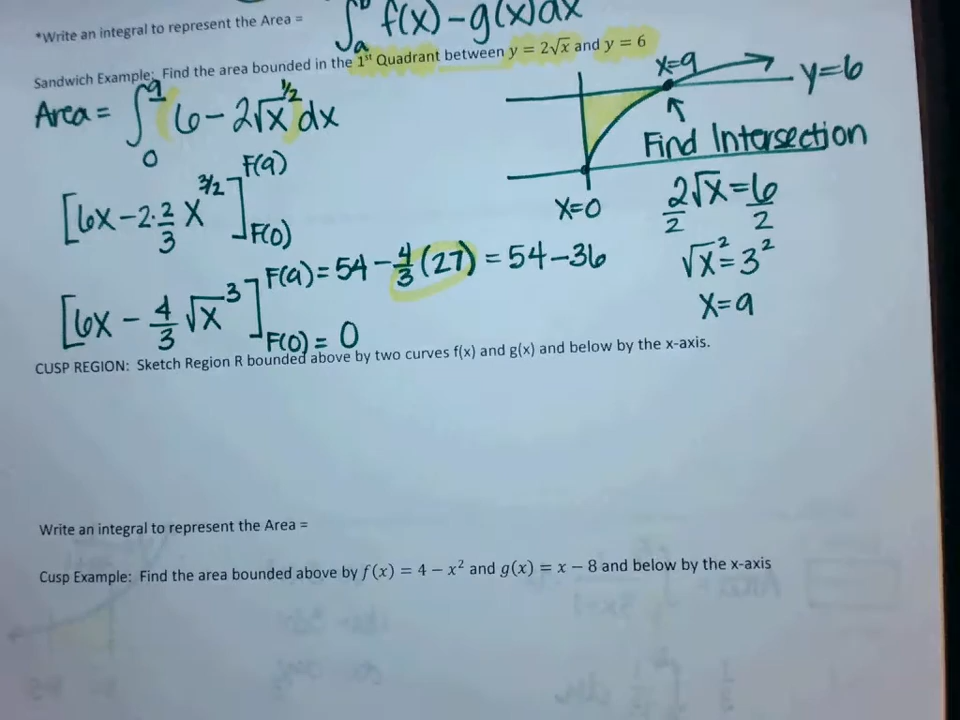 *Write an integral to represent the Area = ∫ₐᵇ f(x) - g(x) dx
Sandwich Example: Find the area bounded in the 1st Quadrant between y = 2√x and y = 6
Area = ∫₀⁹ 6 - 2√x^1/2 dx
x=9
y=6
Find Intersection
x=0
[6x - 2·2/3 x^3/2] F(9) F(0)
2√x = 6
2 2
√x² = 3²
x=9
[6x - 4/3 √x³] F(9) = 54 - 4/3 (27) = 54 - 36
F(0) = 0
CUSP REGION: Sketch Region R bounded above by two curves f(x) and g(x) and below by the x-axis.
Write an integral to represent the Area =
Cusp Example: Find the area bounded above by f(x) = 4 − x² and g(x) = x − 8 and below by the x-axis